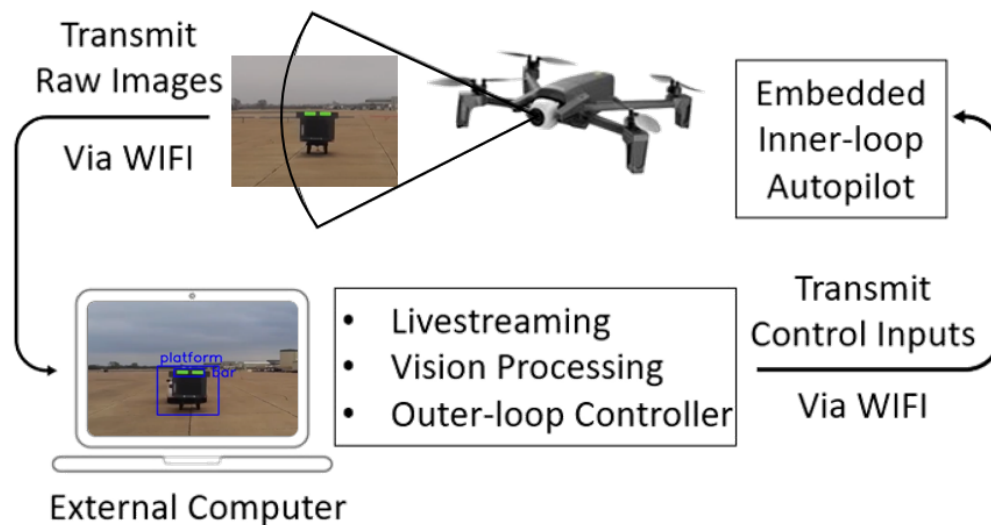 Transmit
Raw Images
Via WIFI
Embedded
Inner-loop
Autopilot
platform
bar
External Computer
• Livestreaming
• Vision Processing
• Outer-loop Controller
Transmit
Control Inputs
Via WIFI